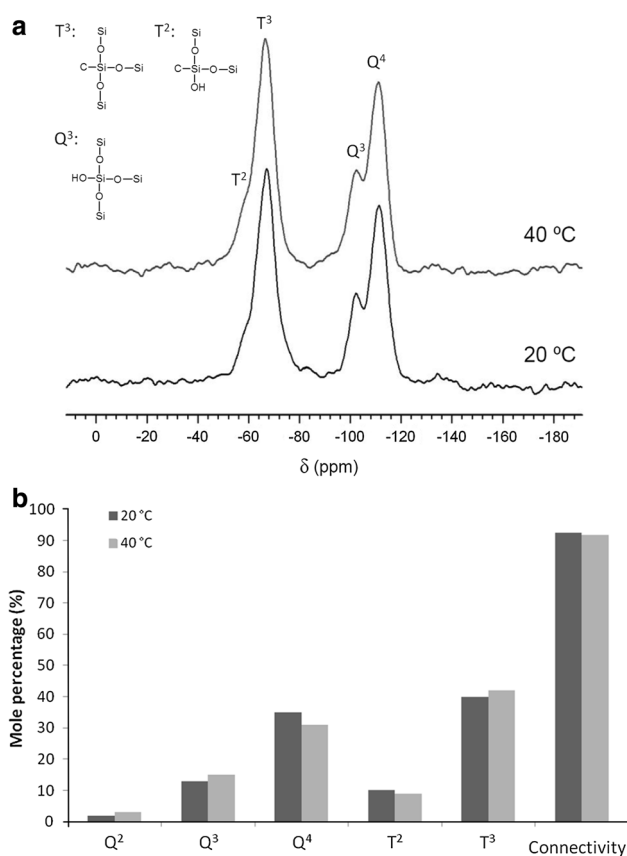 a
T³: T²: T³
Si
O
C–Si–O–Si
O
Si
Si
O
C–Si–O–Si
OH
Q⁴
Q³:
Si
O
HO–Si–O–Si
O
Si
Q³
T²
40 ºC
20 ºC
0 -20 -40 -60 -80 -100 -120 -140 -160 -180
δ (ppm)
b
100
90
80
70
60
50
40
30
20
10
0
Mole percentage (%)
20 °C
40 °C
Q² Q³ Q⁴ T² T³ Connectivity